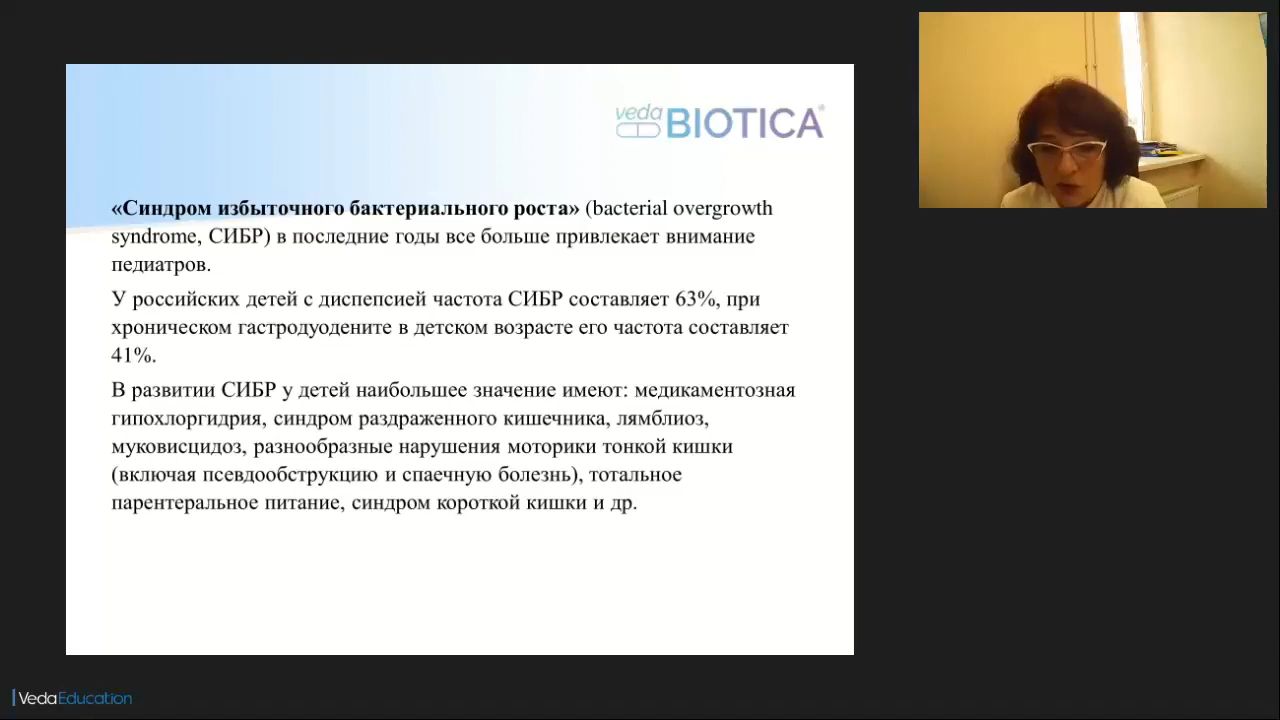 veda BIOTICA®
«Синдром избыточного бактериального роста» (bacterial overgrowth
syndrome, СИБР) в последние годы все больше привлекает внимание
педиатров.
У российских детей с диспепсией частота СИБР составляет 63%, при
хроническом гастродуодените в детском возрасте его частота составляет
41%.
В развитии СИБР у детей наибольшее значение имеют: медикаментозная
гипохлоргидрия, синдром раздраженного кишечника, лямблиоз,
муковисцидоз, разнообразные нарушения моторики тонкой кишки
(включая псевдообструкцию и спаечную болезнь), тотальное
парентеральное питание, синдром короткой кишки и др.
VedaEducation